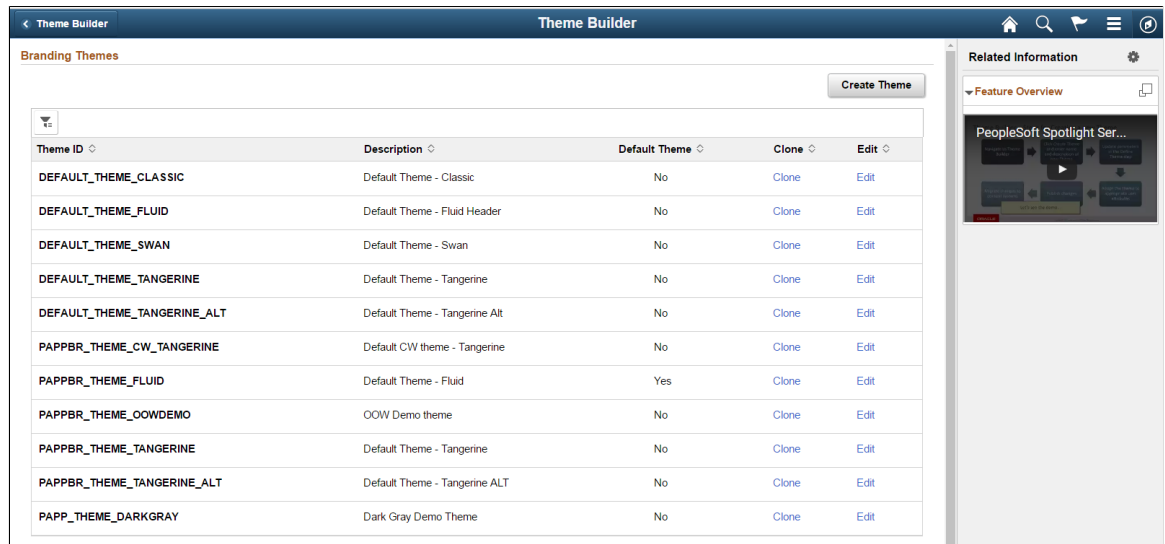 Theme Builder
Theme Builder
Branding Themes
Create Theme
Theme ID Description Default Theme Clone Edit
DEFAULT_THEME_CLASSIC Default Theme - Classic No Clone Edit
DEFAULT_THEME_FLUID Default Theme - Fluid Header No Clone Edit
DEFAULT_THEME_SWAN Default Theme - Swan No Clone Edit
DEFAULT_THEME_TANGERINE Default Theme - Tangerine No Clone Edit
DEFAULT_THEME_TANGERINE_ALT Default Theme - Tangerine Alt No Clone Edit
PAPPBR_THEME_CW_TANGERINE Default CW theme - Tangerine No Clone Edit
PAPPBR_THEME_FLUID Default Theme - Fluid Yes Clone Edit
PAPPBR_THEME_OOWDEMO OOW Demo theme No Clone Edit
PAPPBR_THEME_TANGERINE Default Theme - Tangerine No Clone Edit
PAPPBR_THEME_TANGERINE_ALT Default Theme - Tangerine ALT No Clone Edit
PAPP_THEME_DARKGRAY Dark Gray Demo Theme No Clone Edit
Related Information
Feature Overview
PeopleSoft Spotlight Ser...